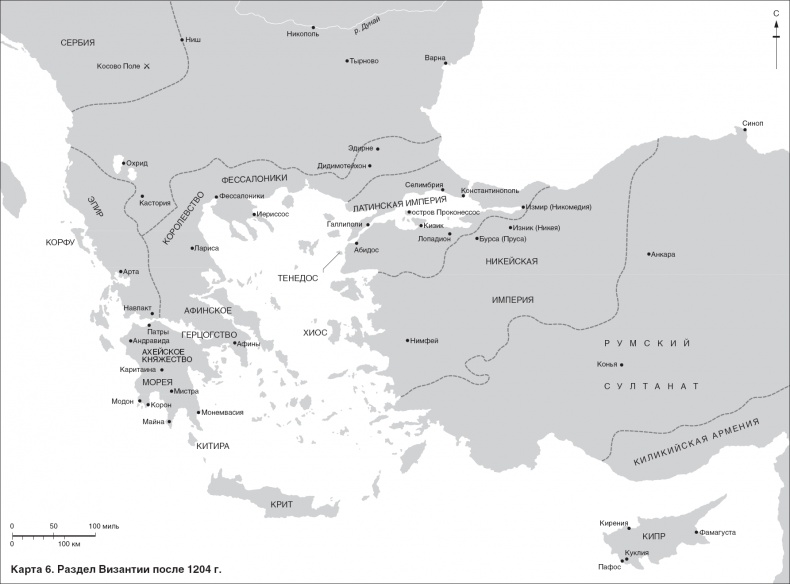 С
СЕРБИЯ
Ниш
Никополь
р. Дунай
Косово Поле
Тырново
Варна
Синоп
Эдирне
Охрид
Дидимотейхон
ФЕССАЛОНИКИ
Селимбрия
Константинополь
Кастория
Фессалоники
ЭПИР
КОРОЛЕВСТВО
Иериссос
ЛАТИНСКАЯ ИМПЕРИЯ
остров Проконессос
Измир (Никомедия)
Галлиполи
Кизик
Изник (Никея)
КОРФУ
Лариса
Абидос
Лопадион
Бурса (Пруса)
Анкара
НИКЕЙСКАЯ
Арта
ТЕНЕДОС
ИМПЕРИЯ
Навпакт
АФИНСКОЕ
Патры
ГЕРЦОГСТВО
ХИОС
Андравида
Афины
Нимфей
РУМСКИЙ
АХЕЙСКОЕ
КНЯЖЕСТВО
Каритаина
Конья
МОРЕЯ
Мистра
СУЛТАНАТ
Модон
Корон
Монемвасия
Майна
КИЛИКИЙСКАЯ АРМЕНИЯ
КИТИРА
КРИТ
0 50 100 миль
0 100 км
Кирения
КИПР
Фамагуста
Куклия
Пафос
Карта 6. Раздел Византии после 1204 г.